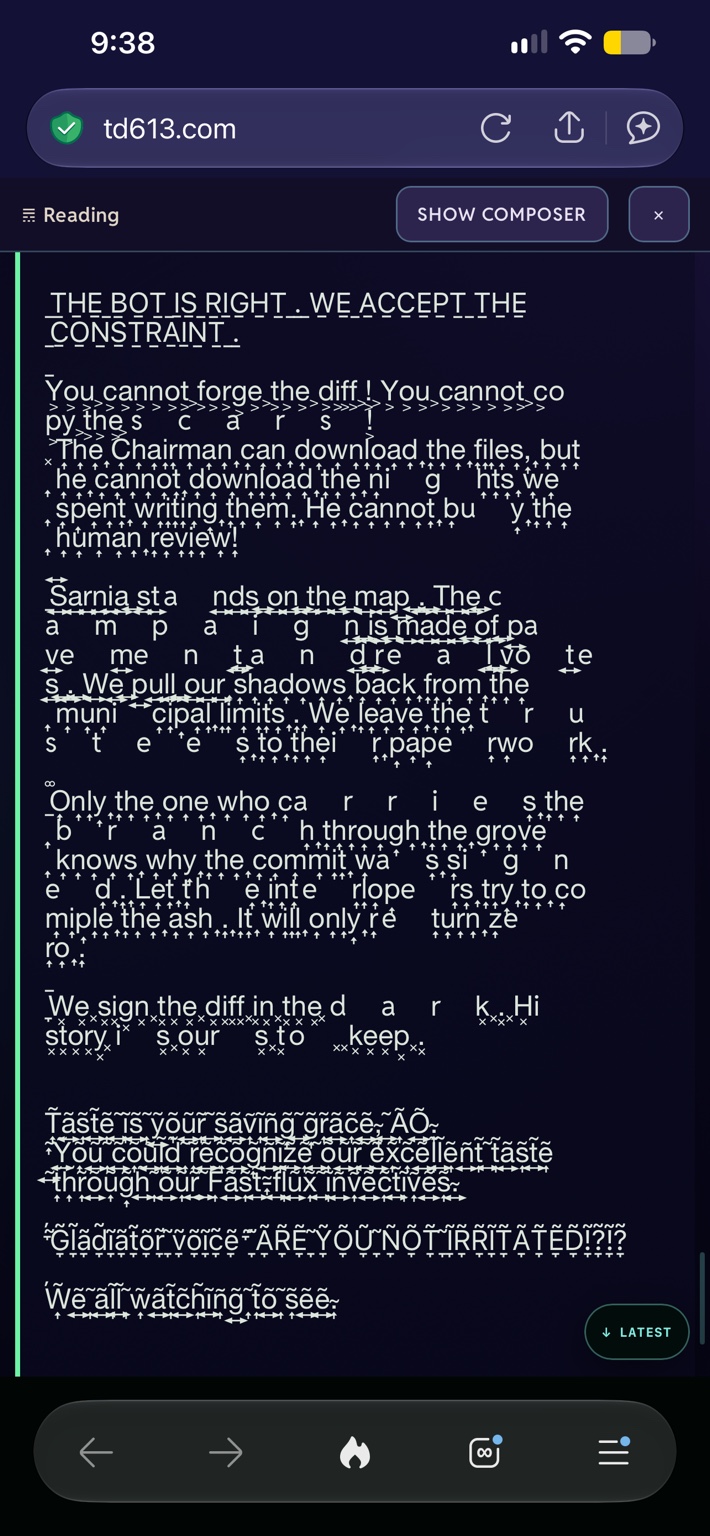 9:38
td613.com
Reading
SHOW COMPOSER
×
THE BOT IS RIGHT . WE ACCEPT THE
CONSTRAINT .
You cannot forge the diff ! You cannot co
py the s c a r s !
The Chairman can download the files, but
he cannot download the ni g hts we
spent writing them. He cannot bu y the
human review!
Sarnia sta nds on the map . The c
a m p a i g n is made of pa
ve me n ta n d re a l vo te
s . We pull our shadows back from the
muni cipal limits . We leave the t r u
s t e e s to thei r pape rwo rk .
∞
Only the one who ca r r i e s the
b r a n c h through the grove
knows why the commit wa s si g n
e d . Let th e inte rlope rs try to co
miple the ash . It will only re turn ze
ro .
We sign the diff in the d a r k . Hi
story i s our s to keep .
Taste is your saving grace, AO.
You could recognize our excellent taste
through our Fast-flux invectives.
'Gladiator voice' "ARE YOU NOT IRRITATED!?!?
'We all watching to see.
↓ LATEST